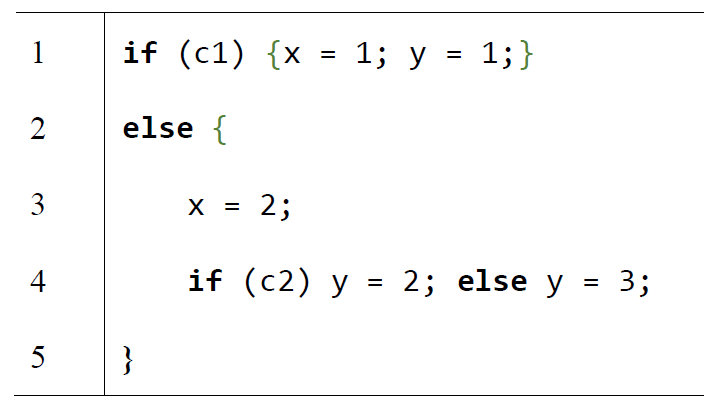 1 if (c1) {x = 1; y = 1;}
2 else {
3 x = 2;
4 if (c2) y = 2; else y = 3;
5 }